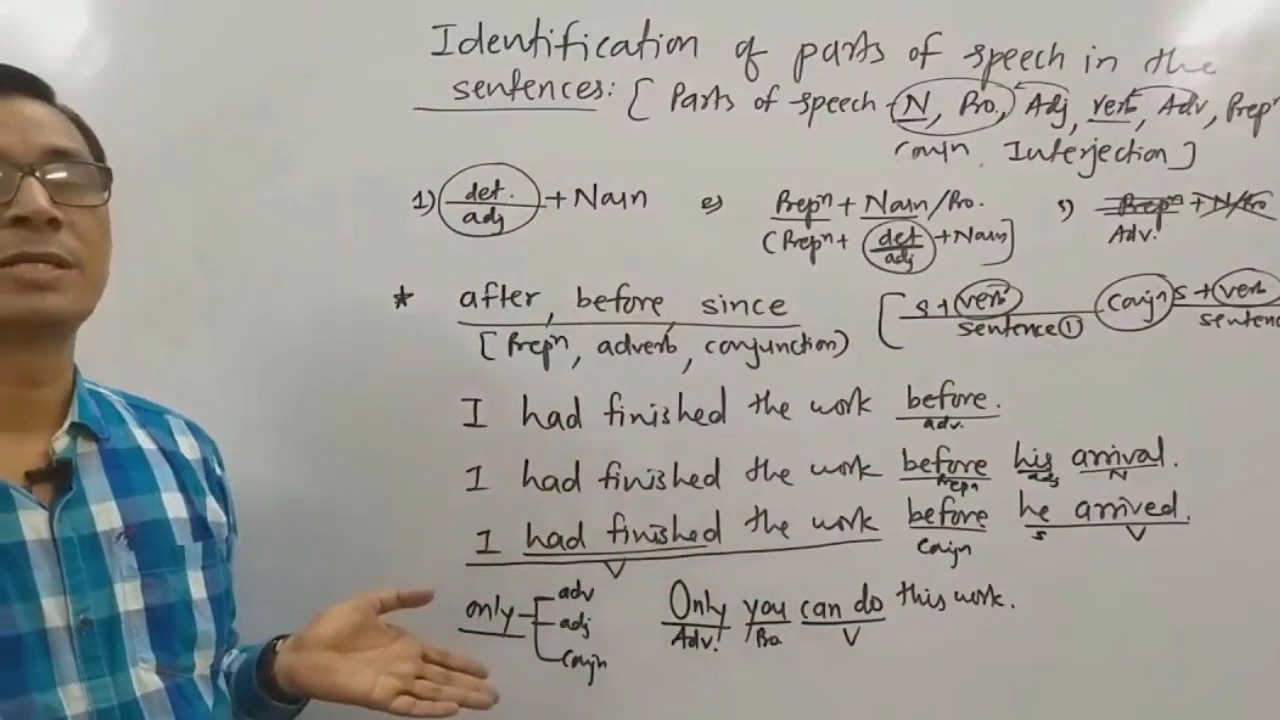 Identification of parts of speech in the
sentences: [Parts of speech - N, Pro., Adj, verb, Adv, Prepn
Conjn. Interjection]
1) det./adj + Noun 2) Prepn + Noun/Pro. 3) Prepn + N/Pro
(Prepn + det/adj + Noun] Adv.
* after, before, since [s + verb conjn s + verb
sentence ① sentenc
[Prepn, adverb, conjunction)
I had finished the work before.
adv.
I had finished the work before his arrival.
Prepn adj N
I had finished the work before he arrived.
V conjn s V
only adv Only you can do this work.
adj Adv. Pro. V
conjn